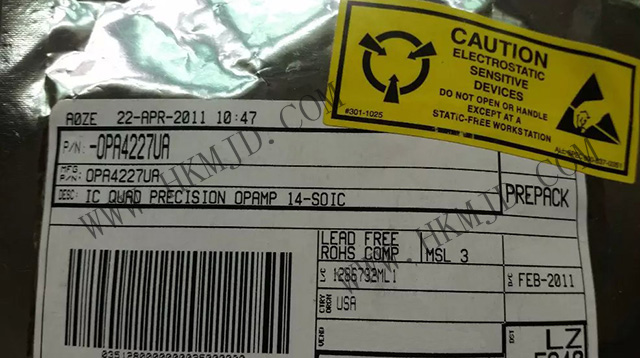 CAUTION
ELECTROSTATIC
SENSITIVE
DEVICES
DO NOT OPEN OR HANDLE
EXCEPT AT A
STATIC-FREE WORKSTATION
#301-1025
A0ZE 22-APR-2011 10:47
P/N: -OPA4227UA
MFG P/N: OPA4227UA
DESC: IC QUAD PRECISION OPAMP 14-SOIC
PREPACK
LEAD FREE
ROHS COMP
MSL 3
L/C 1266732ML1
D/C FEB-2011
CTRY ORGN USA
VEND
DST
LZ
WWW.HKMJD.COM
WWW.HKMJD.COM